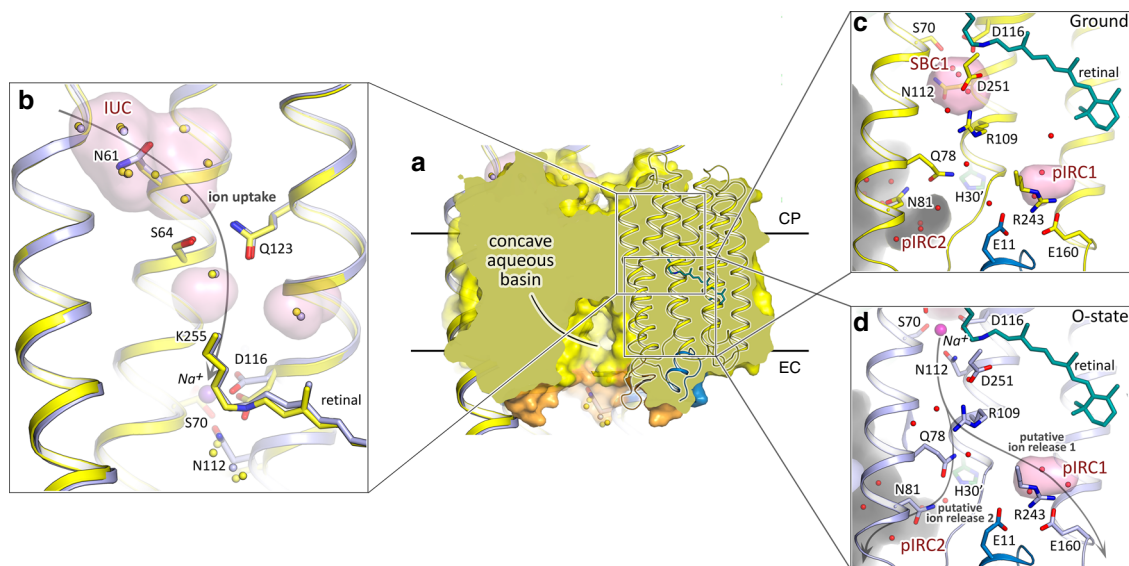 b
IUC
N61
ion uptake
S64
Q123
K255
D116
Na+
retinal
S70
N112
a
CP
concave
aqueous
basin
EC
c
Ground
S70
D116
SBC1
retinal
N112
D251
R109
Q78
pIRC1
H30'
N81
R243
pIRC2
E11
E160
d
O-state
S70
D116
Na+
retinal
N112
D251
R109
Q78
putative
ion release 1
pIRC1
N81
H30'
putative
ion release 2
R243
pIRC2
E11
E160